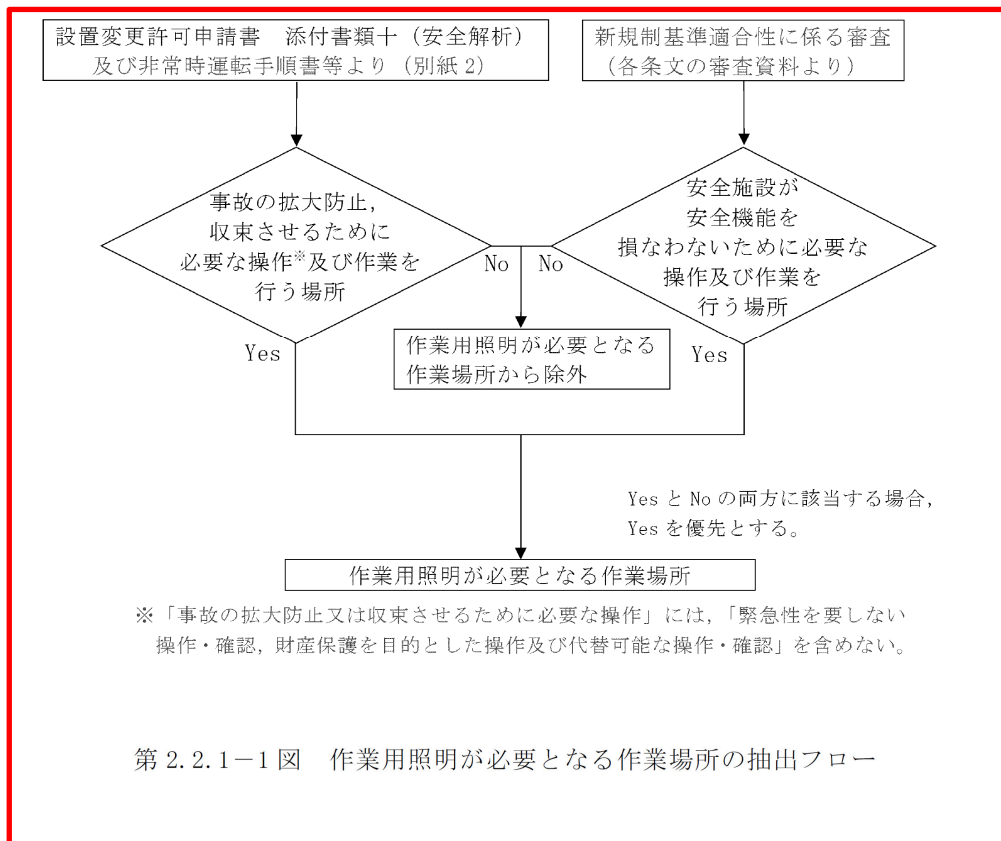 設置変更許可申請書　添付書類十（安全解析）
及び非常時運転手順書等より（別紙2）
新規制基準適合性に係る審査
（各条文の審査資料より）
事故の拡大防止，
収束させるために
必要な操作※及び作業を
行う場所
安全施設が
安全機能を
損なわないために必要な
操作及び作業を
行う場所
No
No
Yes
作業用照明が必要となる
作業場所から除外
Yes
YesとNoの両方に該当する場合，
Yesを優先とする。
作業用照明が必要となる作業場所
※「事故の拡大防止又は収束させるために必要な操作」には，「緊急性を要しない
操作・確認，財産保護を目的とした操作及び代替可能な操作・確認」を含めない。
第2.2.1－1図　作業用照明が必要となる作業場所の抽出フロー